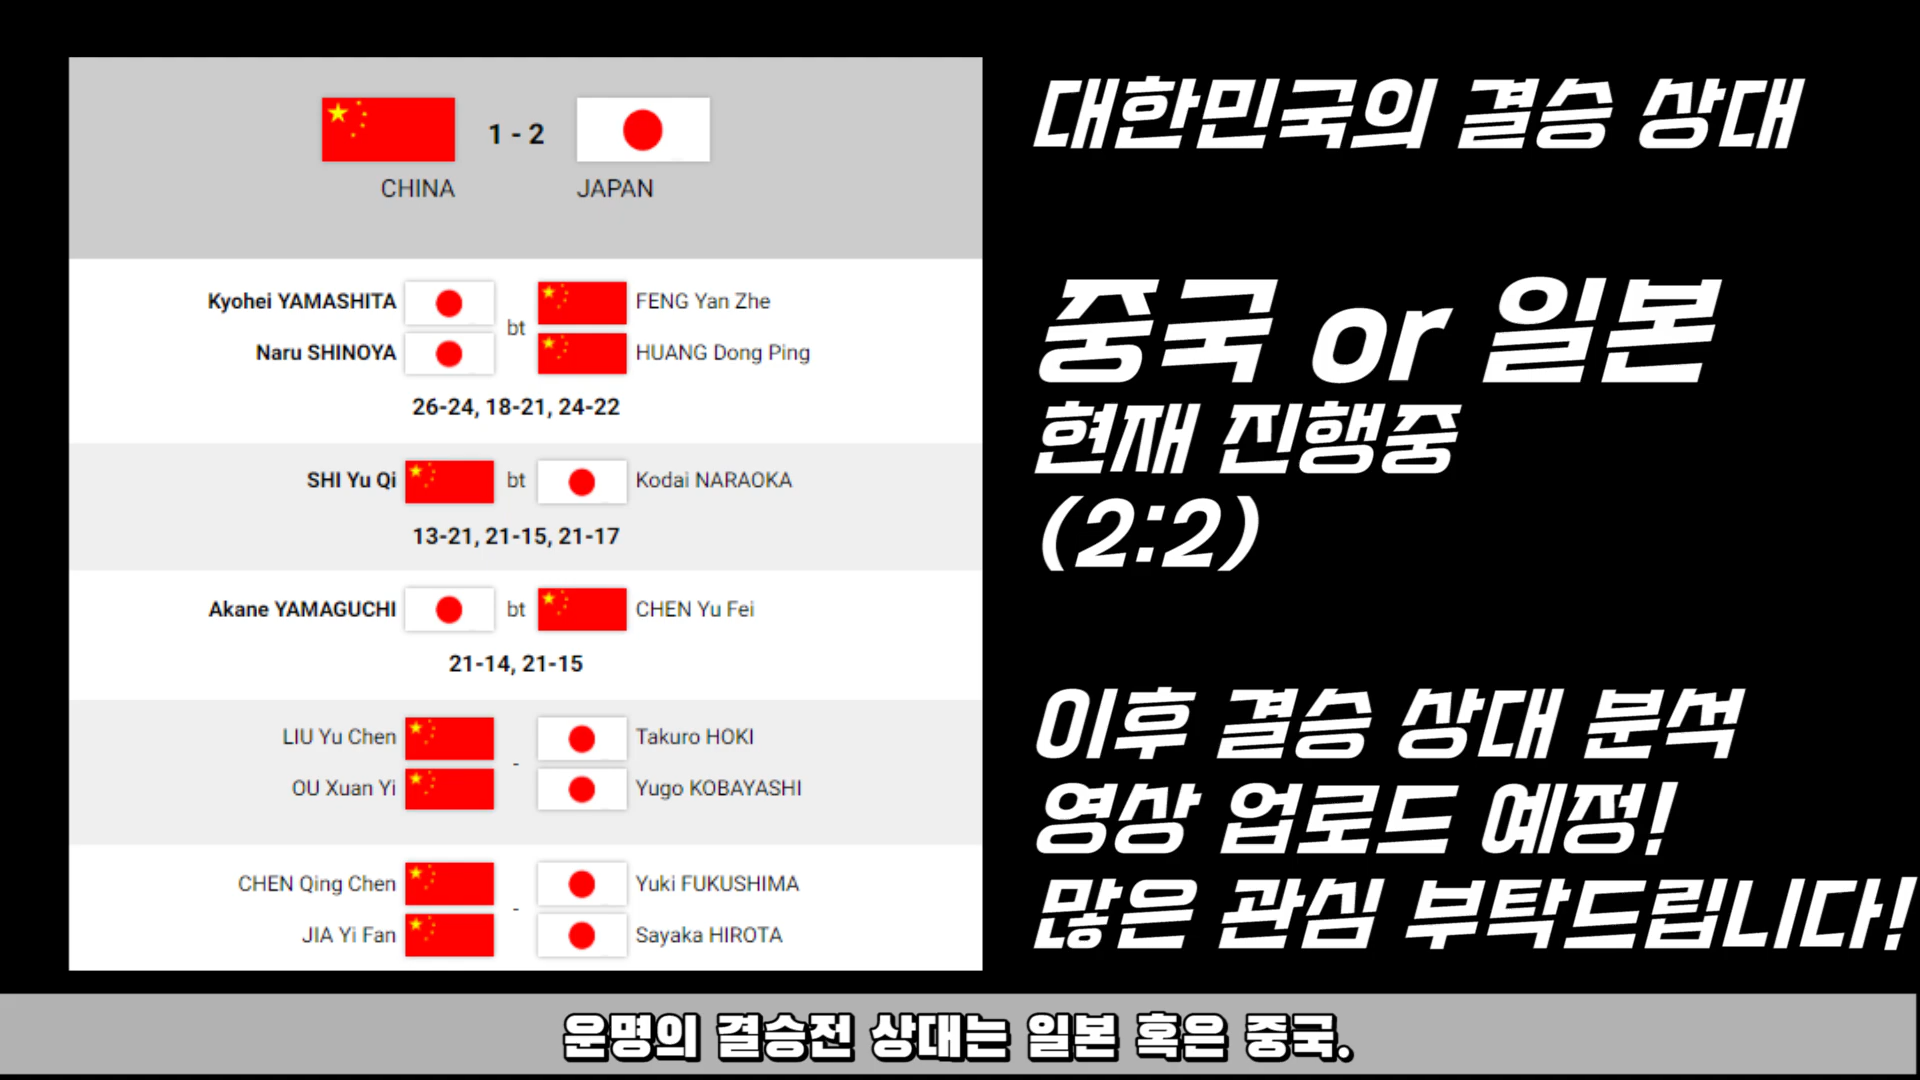 1 - 2
CHINA JAPAN
Kyohei YAMASHITA bt FENG Yan Zhe
Naru SHINOYA HUANG Dong Ping
26-24, 18-21, 24-22
SHI Yu Qi bt Kodai NARAOKA
13-21, 21-15, 21-17
Akane YAMAGUCHI bt CHEN Yu Fei
21-14, 21-15
LIU Yu Chen - Takuro HOKI
OU Xuan Yi Yugo KOBAYASHI
CHEN Qing Chen - Yuki FUKUSHIMA
JIA Yi Fan Sayaka HIROTA
대한민국의 결승 상대
중국 or 일본
현재 진행중
(2:2)
이후 결승 상대 분석
영상 업로드 예정!
많은 관심 부탁드립니다!
운명의 결승전 상대는 일본 혹은 중국.